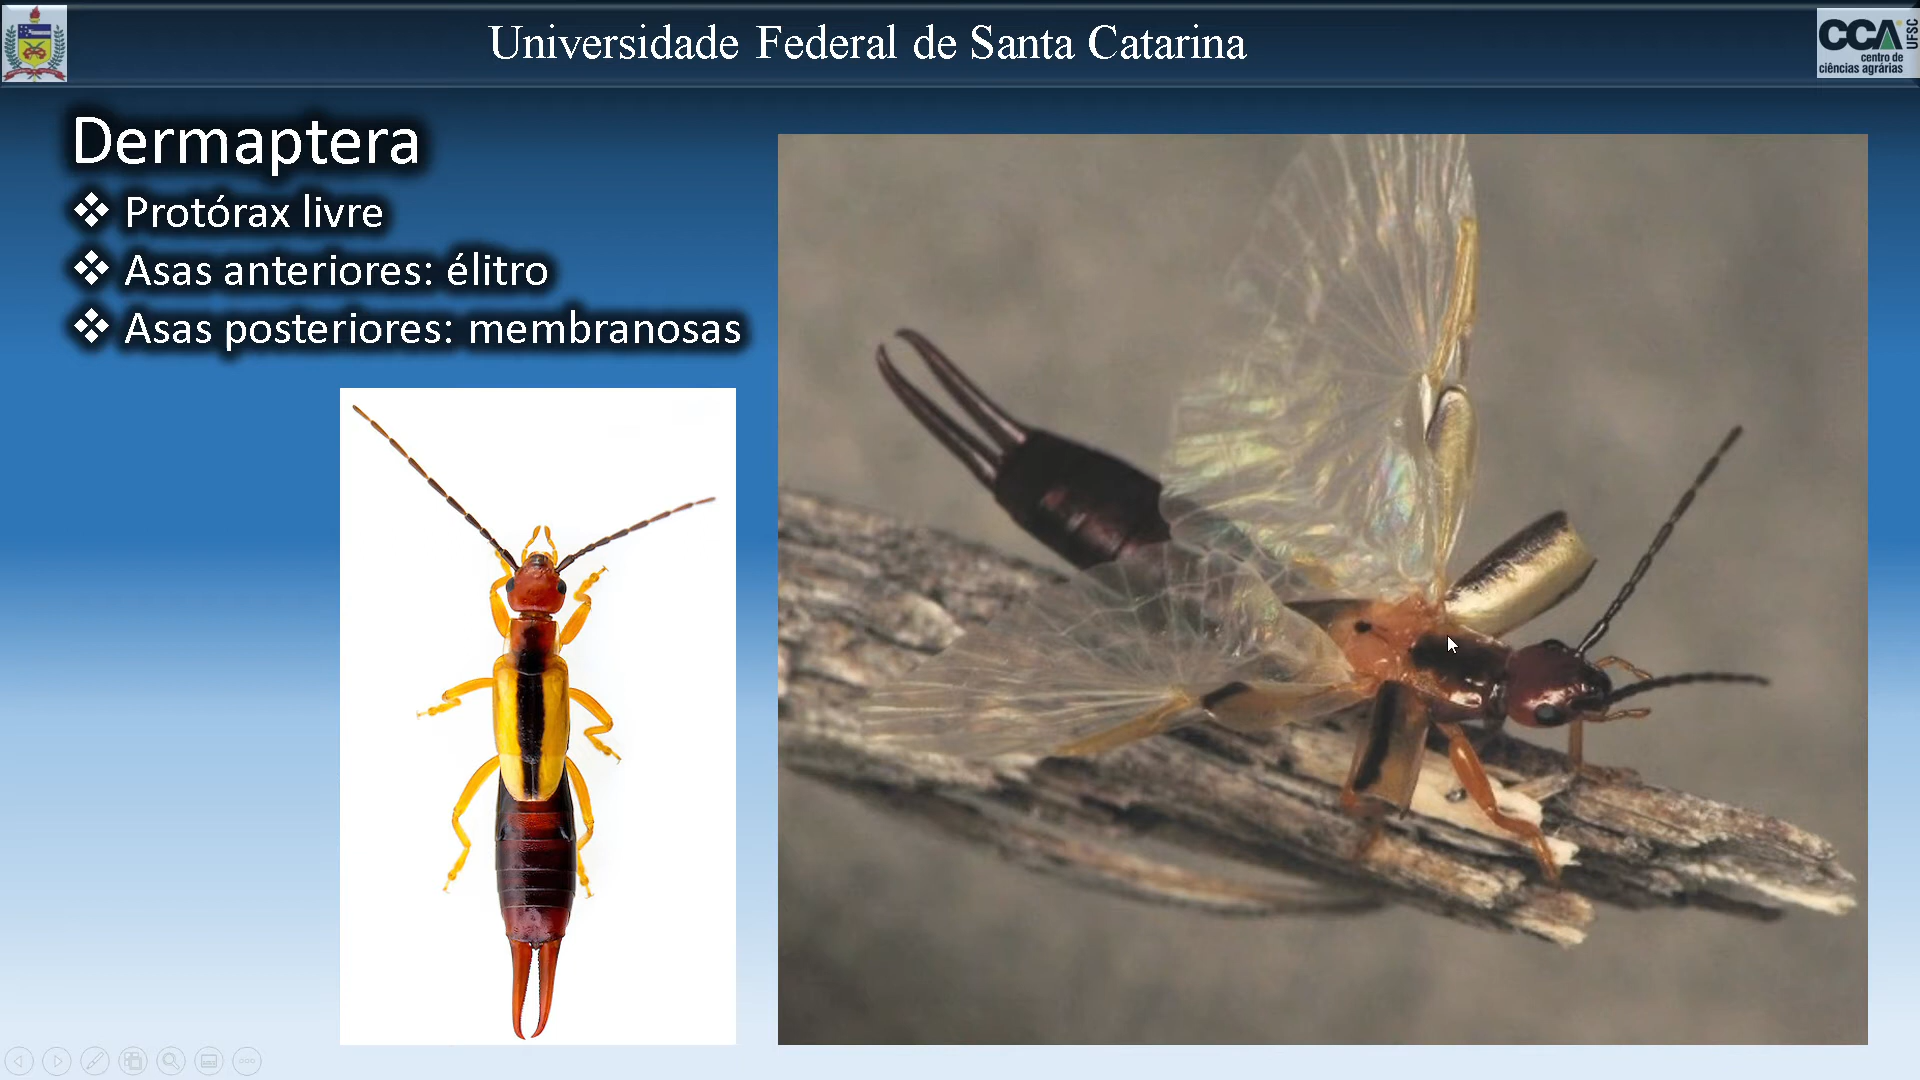 Universidade Federal de Santa Catarina
CCA
UFSC
centro de
ciências agrárias
Dermaptera
❖ Protórax livre
❖ Asas anteriores: élitro
❖ Asas posteriores: membranosas